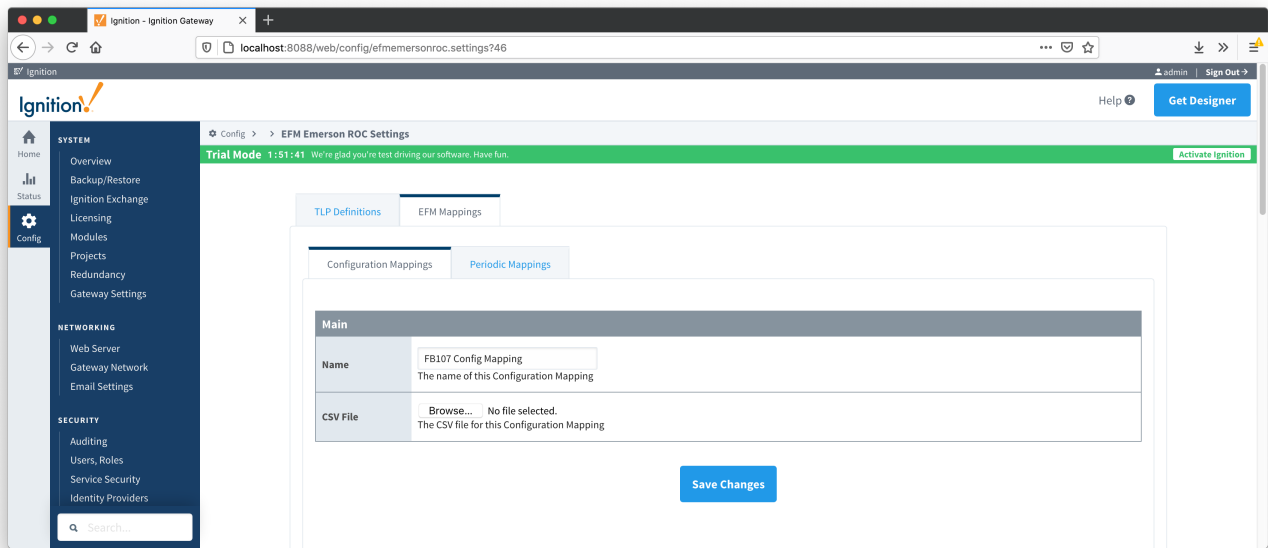 Ignition - Ignition Gateway
localhost:8088/web/config/efmemersonroc.settings?46
Ignition
admin | Sign Out
Ignition!
Help
Get Designer
Home
Status
Config
SYSTEM
Overview
Backup/Restore
Ignition Exchange
Licensing
Modules
Projects
Redundancy
Gateway Settings
NETWORKING
Web Server
Gateway Network
Email Settings
SECURITY
Auditing
Users, Roles
Service Security
Identity Providers
Search...
Config > > EFM Emerson ROC Settings
Trial Mode 1:51:41 We're glad you're test driving our software. Have fun.
Activate Ignition
TLP Definitions
EFM Mappings
Configuration Mappings
Periodic Mappings
Main
Name
FB107 Config Mapping
The name of this Configuration Mapping
CSV File
Browse... No file selected.
The CSV file for this Configuration Mapping
Save Changes